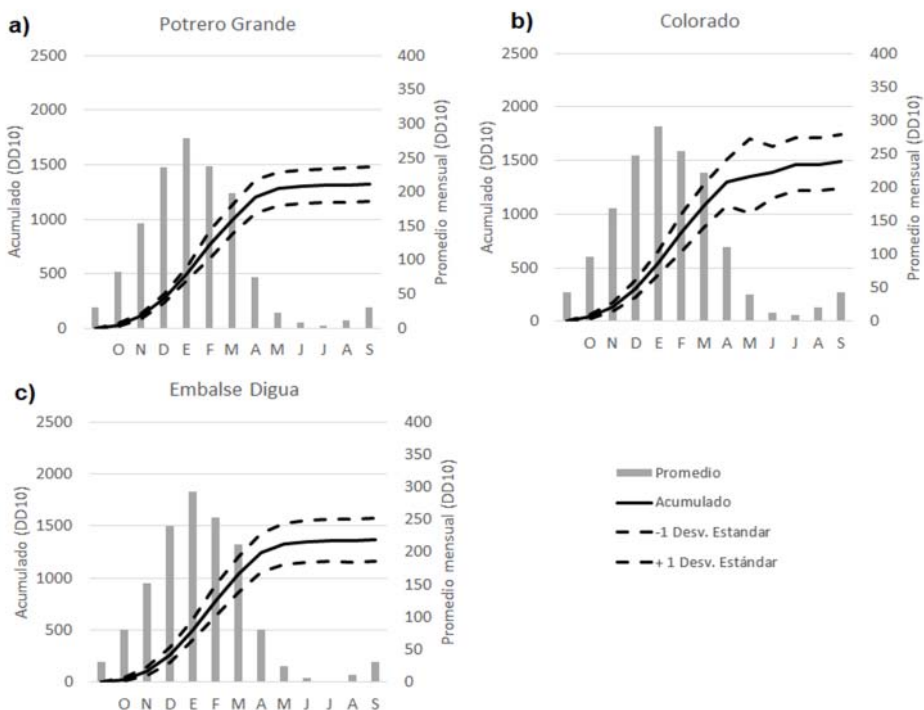 a)
Potrero Grande
Acumulado (DD10)
2500
2000
1500
1000
500
0
O N D E F M A M J J A S
400
350
300
250
200
150
100
50
0
Promedio mensual (DD10)
b)
Colorado
Acumulado (DD10)
2500
2000
1500
1000
500
0
O N D E F M A M J J A S
400
350
300
250
200
150
100
50
0
Promedio mensual (DD10)
c)
Embalse Digua
Acumulado (DD10)
2500
2000
1500
1000
500
0
O N D E F M A M J J A S
400
350
300
250
200
150
100
50
0
Promedio mensual (DD10)
Promedio
Acumulado
-1 Desv. Estandar
+ 1 Desv. Estándar